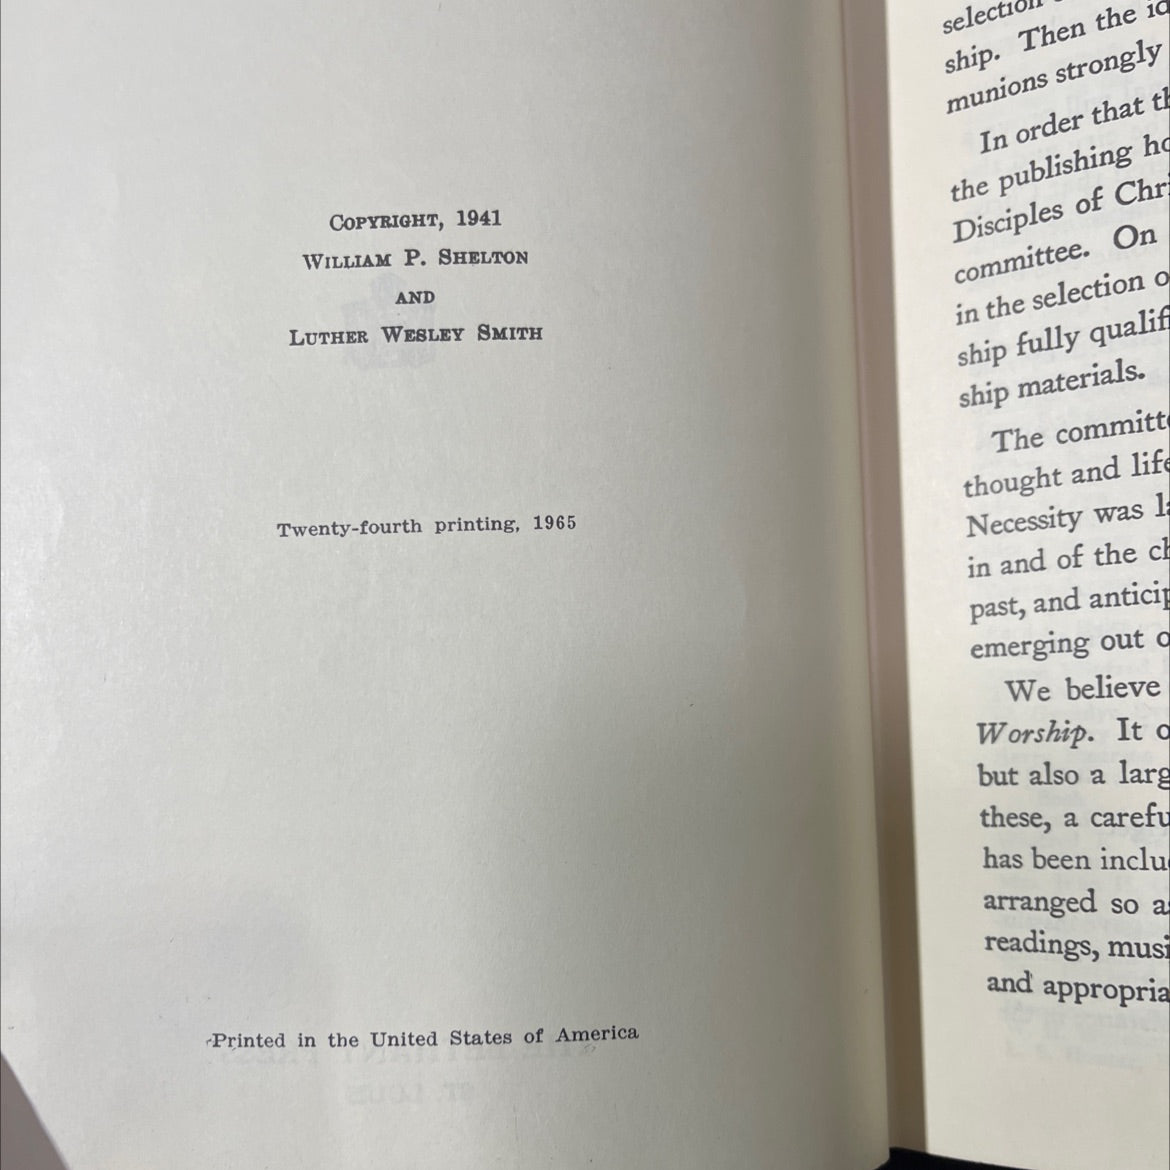 COPYRIGHT, 1941
WILLIAM P. SHELTON
AND
LUTHER WESLEY SMITH
Twenty-fourth printing, 1965
Printed in the United States of America
selection
ship. Then the
munions strongly
In order that
the publishing
Disciples of
committee. On
in the selection
ship fully
ship materials.
The
thought and
Necessity was
in and of the
past, and
emerging out
We believe
Worship. It
but also a
these, a
has been
arranged so
readings,
and